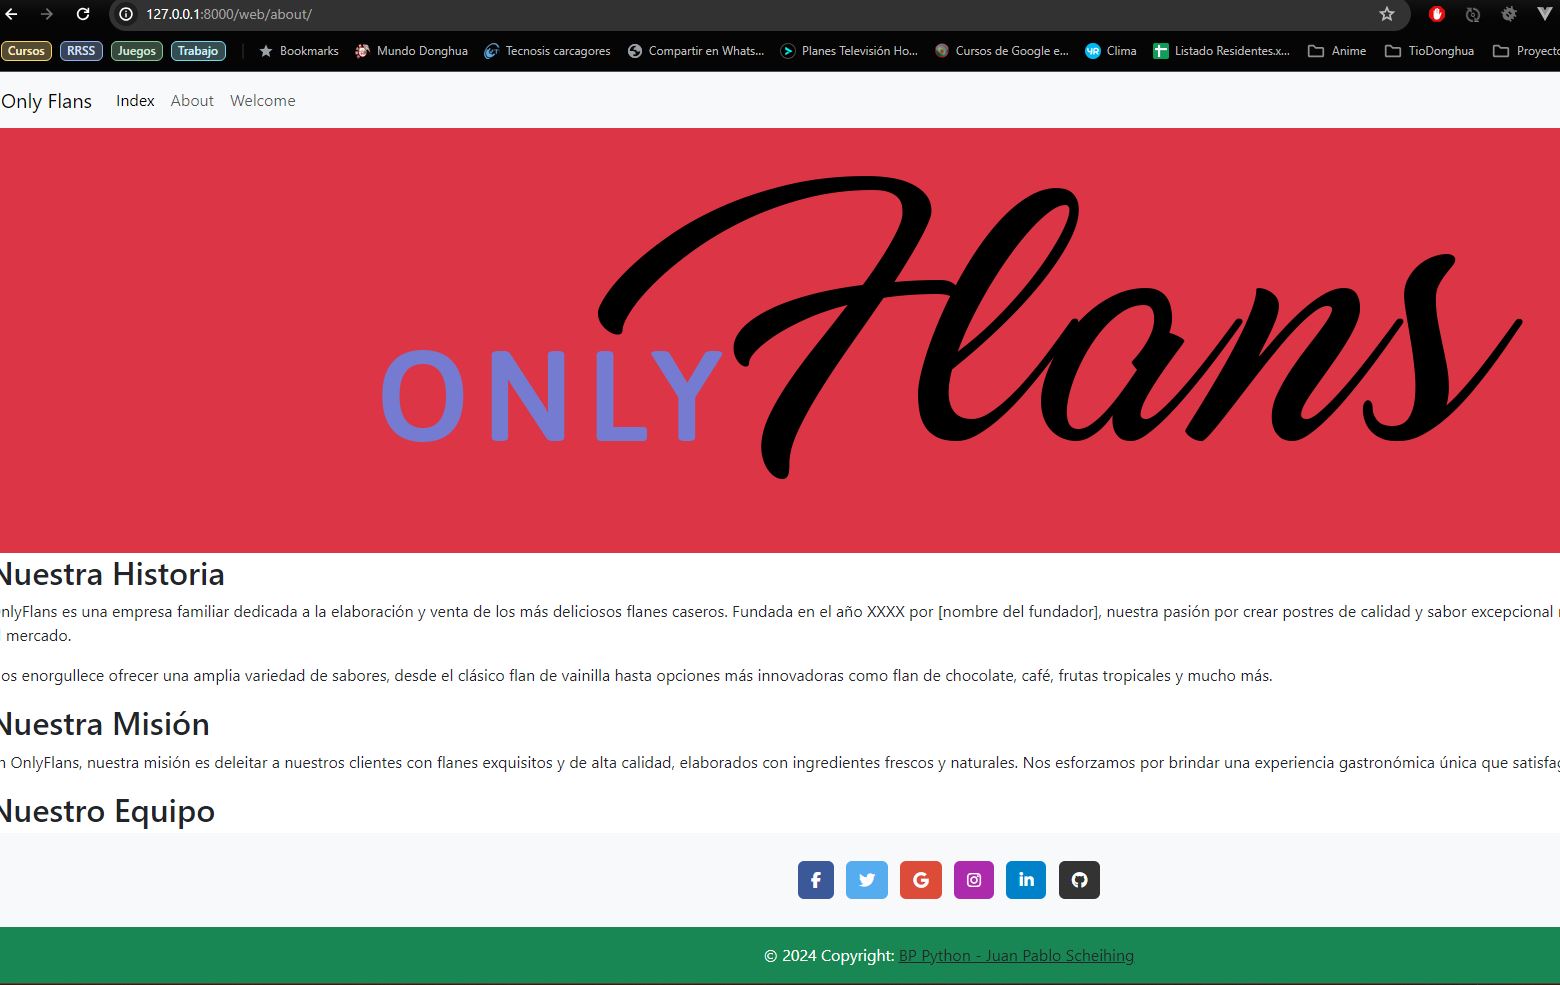 127.0.0.1:8000/web/about/
Cursos RRSS Juegos Trabajo Bookmarks Mundo Donghua Tecnosis carcagores Compartir en Whats... Planes Televisión Ho... Cursos de Google e... Clima Listado Residentes.x... Anime TioDonghua Proyecto
Only Flans Index About Welcome
ONLY Flans
Nuestra Historia
nlyFlans es una empresa familiar dedicada a la elaboración y venta de los más deliciosos flanes caseros. Fundada en el año XXXX por [nombre del fundador], nuestra pasión por crear postres de calidad y sabor excepcional
mercado.
os enorgullece ofrecer una amplia variedad de sabores, desde el clásico flan de vainilla hasta opciones más innovadoras como flan de chocolate, café, frutas tropicales y mucho más.
Nuestra Misión
n OnlyFlans, nuestra misión es deleitar a nuestros clientes con flanes exquisitos y de alta calidad, elaborados con ingredientes frescos y naturales. Nos esforzamos por brindar una experiencia gastronómica única que satisfag
Nuestro Equipo
© 2024 Copyright: BP Python - Juan Pablo Scheihing